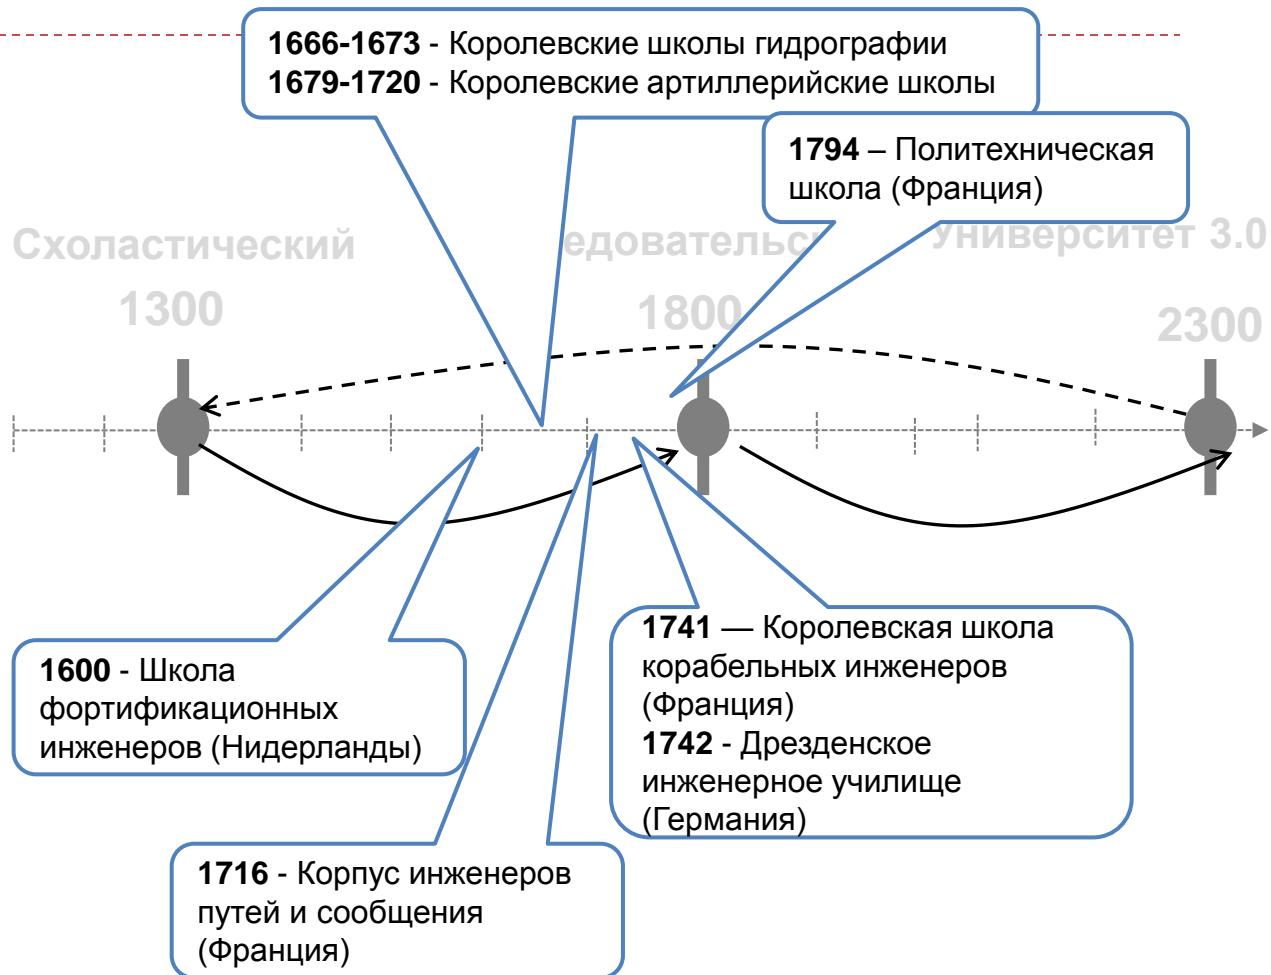 1666-1673 - Королевские школы гидрографии
1679-1720 - Королевские артиллерийские школы
1794 – Политехническая
школа (Франция)
Схоластический
едовательс
Университет 3.0
1300
1800
2300
1600 - Школа
фортификационных
инженеров (Нидерланды)
1741 — Королевская школа
корабельных инженеров
(Франция)
1742 - Дрезденское
инженерное училище
(Германия)
1716 - Корпус инженеров
путей и сообщения
(Франция)